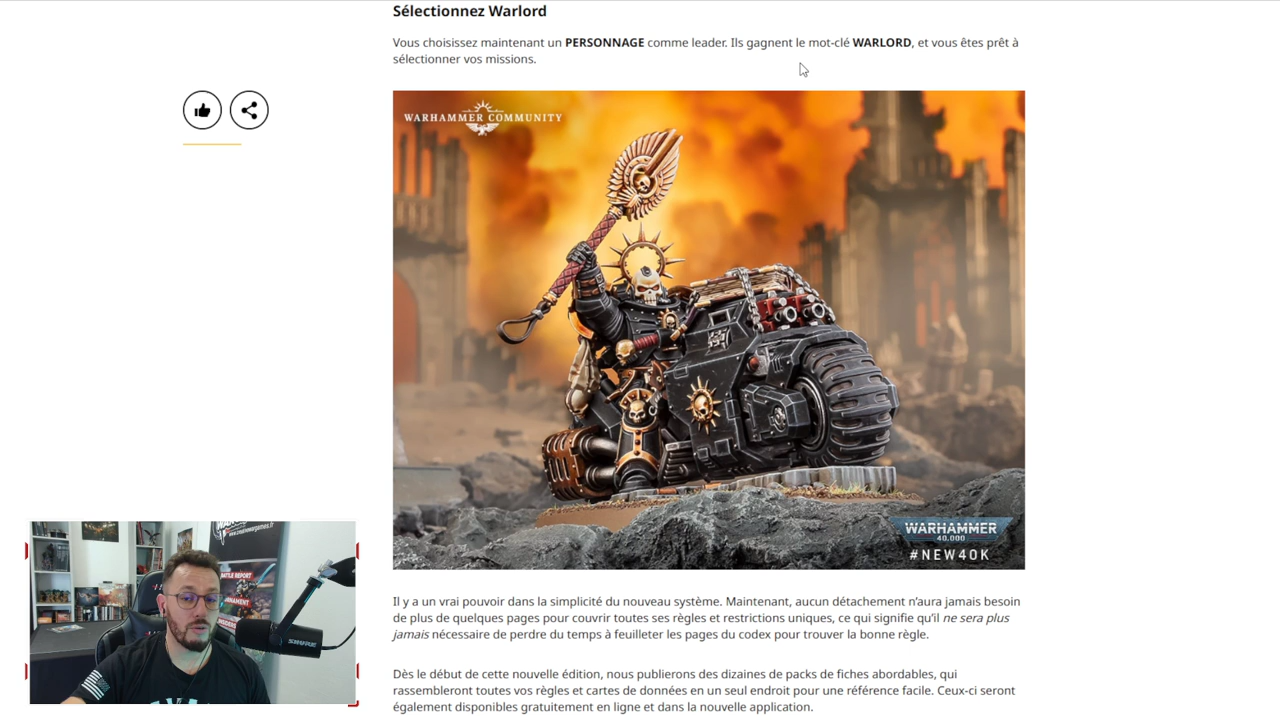 Sélectionnez Warlord
Vous choisissez maintenant un PERSONNAGE comme leader. Ils gagnent le mot-clé WARLORD, et vous êtes prêt à
sélectionner vos missions.
WARHAMMER COMMUNITY
WARHAMMER
40,000
#NEW40K
Il y a un vrai pouvoir dans la simplicité du nouveau système. Maintenant, aucun détachement n'aura jamais besoin
de plus de quelques pages pour couvrir toutes ses règles et restrictions uniques, ce qui signifie qu'il ne sera plus
jamais nécessaire de perdre du temps à feuilleter les pages du codex pour trouver la bonne règle.
Dès le début de cette nouvelle édition, nous publierons des dizaines de packs de fiches abordables, qui
rassembleront toutes vos règles et cartes de données en un seul endroit pour une référence facile. Ceux-ci seront
également disponibles gratuitement en ligne et dans la nouvelle application.
BATTLE REPORT
SHURE